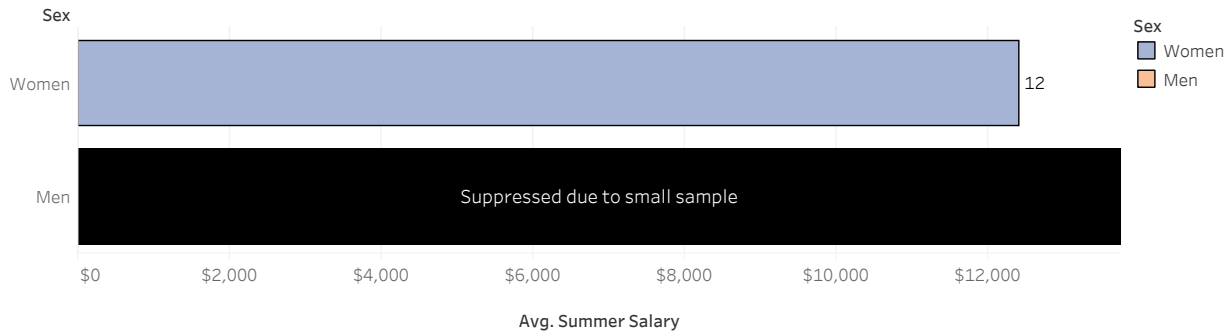 Sex
Women
12
Men
Suppressed due to small sample
$0
$2,000
$4,000
$6,000
$8,000
$10,000
$12,000
Avg. Summer Salary
Sex
Women
Men